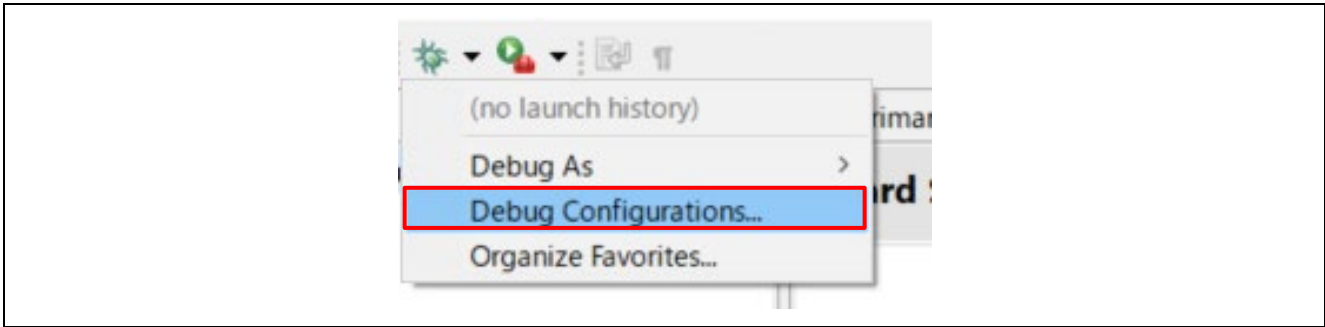 (no launch history)
Debug As
Debug Configurations...
Organize Favorites...